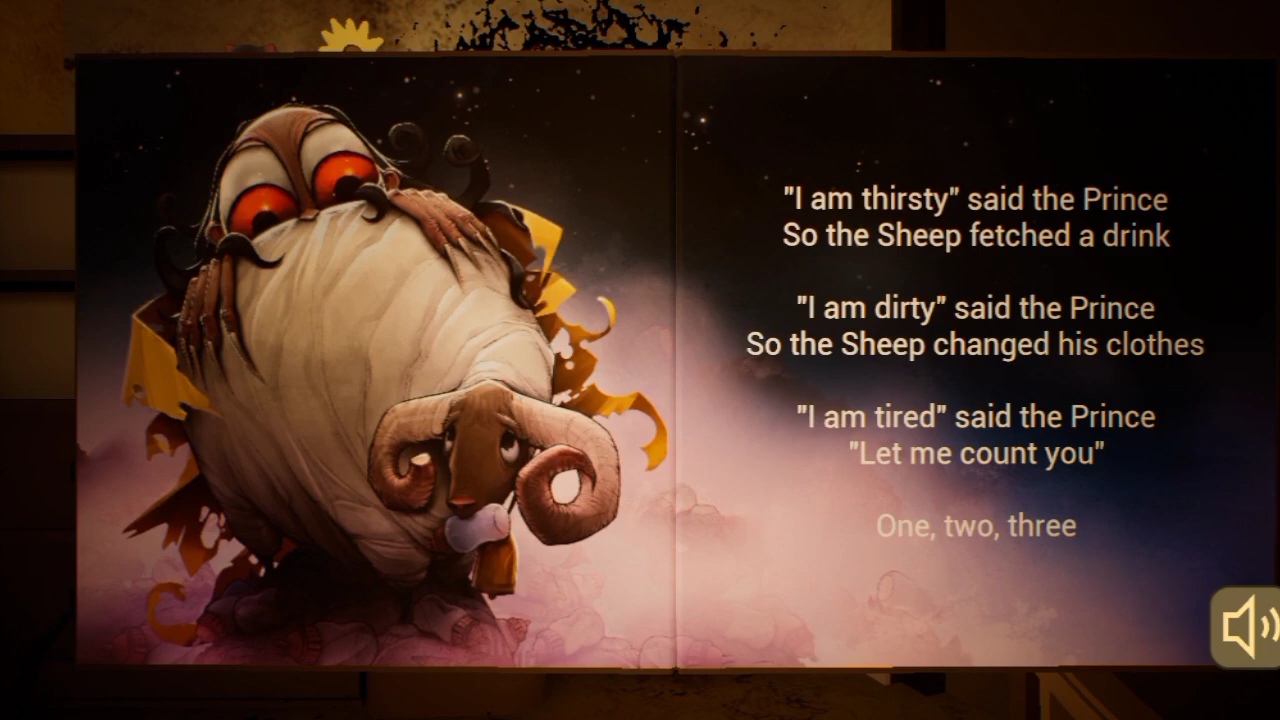 "I am thirsty" said the Prince
So the Sheep fetched a drink
"I am dirty" said the Prince
So the Sheep changed his clothes
"I am tired" said the Prince
"Let me count you"
One, two, three